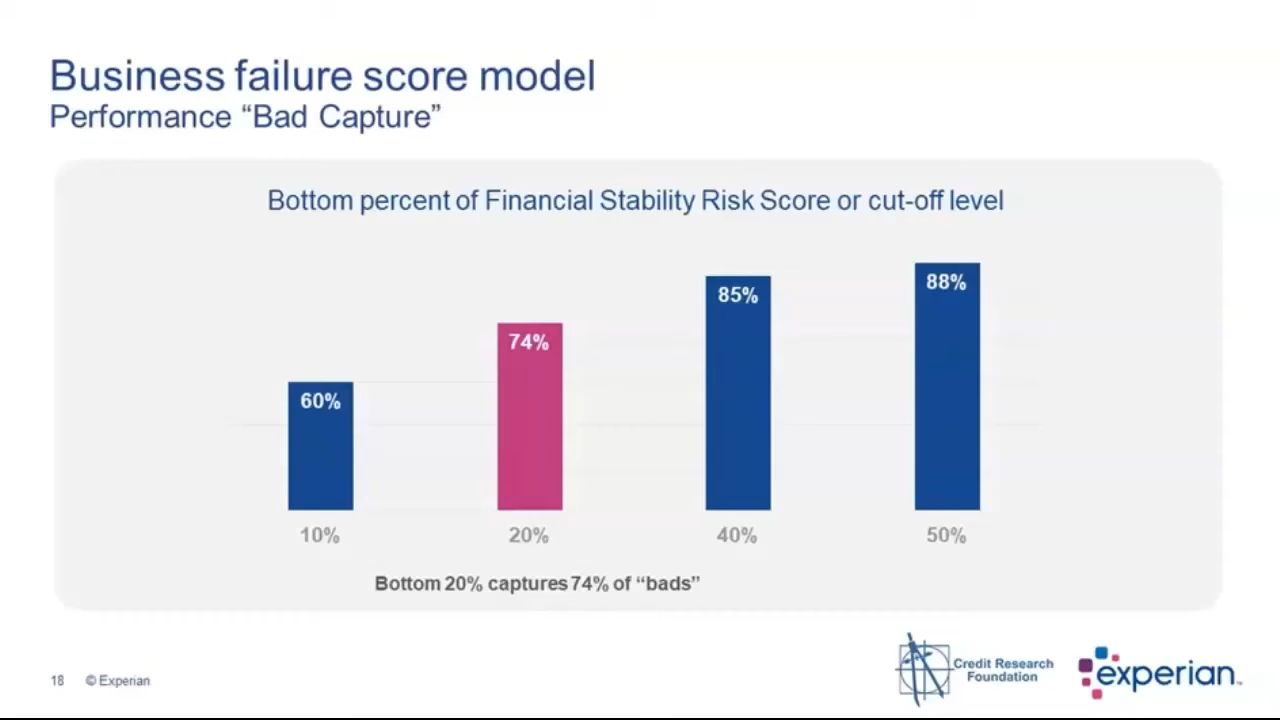 Business failure score model
Performance “Bad Capture”
Bottom percent of Financial Stability Risk Score or cut-off level
60%
74%
85%
88%
10%
20%
40%
50%
Bottom 20% captures 74% of “bads”
18 © Experian
Credit Research
Foundation
experian™